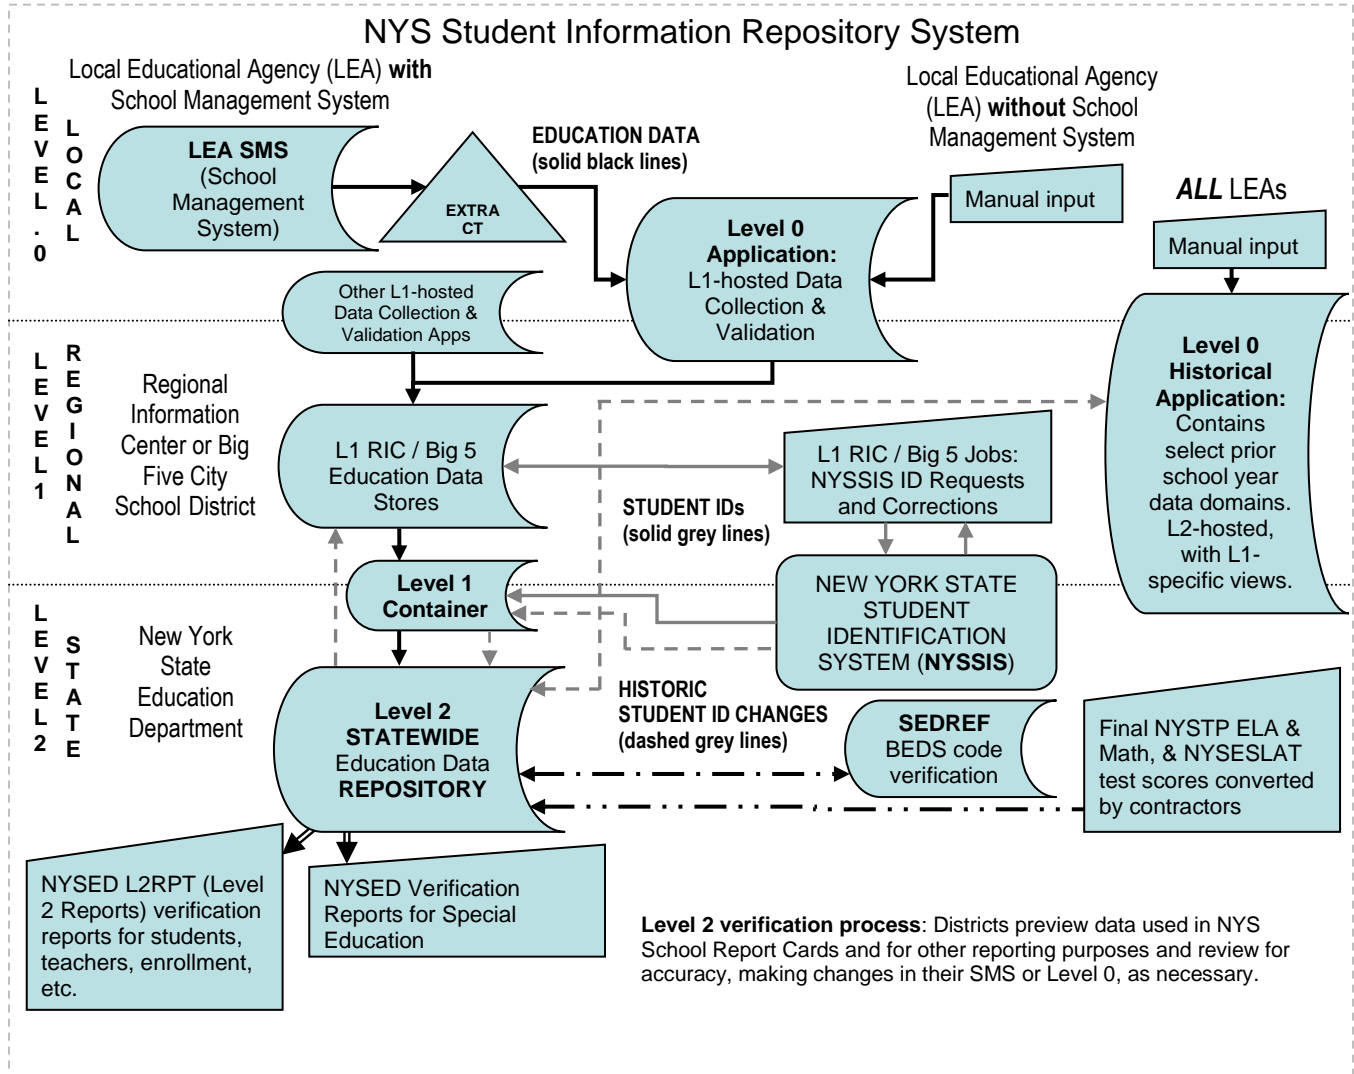 NYS Student Information Repository System
Local Educational Agency (LEA) with
School Management System
Local Educational Agency
(LEA) without School
Management System
LEVEL.0
LOCAL
LEA SMS
(School
Management
System)
EXTRA
CT
EDUCATION DATA
(solid black lines)
Manual input
ALL LEAs
Manual input
Level 0
Application:
L1-hosted Data
Collection &
Validation
Other L1-hosted
Data Collection &
Validation Apps
LEVEL1
REGIONAL
Regional
Information
Center or Big
Five City
School District
L1 RIC / Big 5
Education Data
Stores
L1 RIC / Big 5 Jobs:
NYSSIS ID Requests
and Corrections
STUDENT IDs
(solid grey lines)
Level 0
Historical
Application:
Contains
select prior
school year
data domains.
L2-hosted,
with L1-
specific views.
Level 1
Container
NEW YORK STATE
STUDENT
IDENTIFICATION
SYSTEM (NYSSIS)
LEVEL2
STATE
New York
State
Education
Department
Level 2
STATEWIDE
Education Data
REPOSITORY
HISTORIC
STUDENT ID CHANGES
(dashed grey lines)
SEDREF
BEDS code
verification
Final NYSTP ELA &
Math, & NYSESLAT
test scores converted
by contractors
NYSED L2RPT (Level
2 Reports) verification
reports for students,
teachers, enrollment,
etc.
NYSED Verification
Reports for Special
Education
Level 2 verification process: Districts preview data used in NYS
School Report Cards and for other reporting purposes and review for
accuracy, making changes in their SMS or Level 0, as necessary.